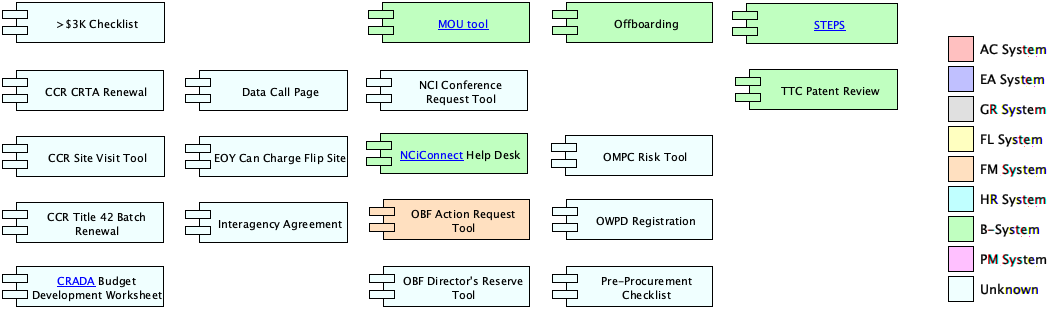 >$3K Checklist
MOU tool
Offboarding
STEPS
CCR CRTA Renewal
Data Call Page
NCI Conference
Request Tool
TTC Patent Review
CCR Site Visit Tool
EOY Can Charge Flip Site
NCiConnect Help Desk
OMPC Risk Tool
CCR Title 42 Batch
Renewal
Interagency Agreement
OBF Action Request
Tool
OWPD Registration
CRADA Budget
Development Worksheet
OBF Director's Reserve
Tool
Pre-Procurement
Checklist
AC System
EA System
GR System
FL System
FM System
HR System
B-System
PM System
Unknown